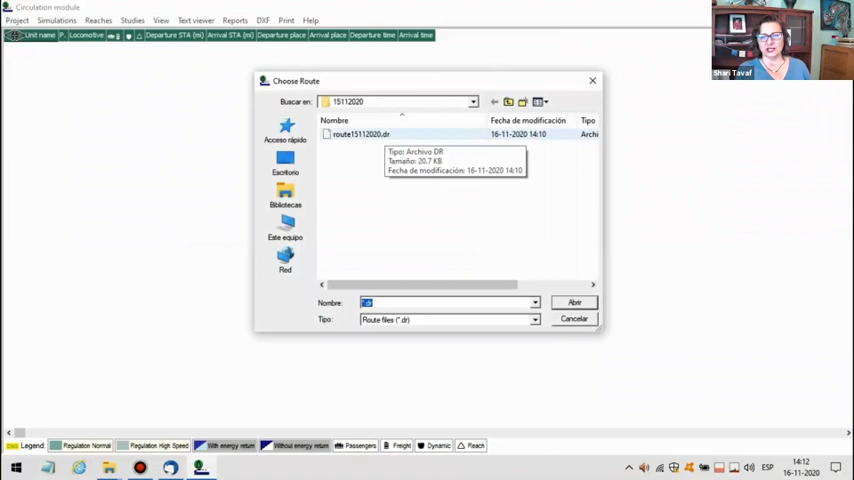 Circulation module
Project Simulations Reaches Studies View Text viewer Reports DXF Print Help
Unit name P. Locomotive Departure STA (mi) Arrival STA (mi) Departure place Arrival place Departure time Arrival time
Shari Tavaf
Choose Route
Buscar en: 15112020
Nombre Fecha de modificación Tipo
route15112020.dr 16-11-2020 14:10 Archi
Tipo: Archivo DR
Tamaño: 20.7 KB
Fecha de modificación: 16-11-2020 14:10
Acceso rápido
Escritorio
Bibliotecas
Este equipo
Red
Nombre: *.dr Abrir
Tipo: Route files (*.dr) Cancelar
Legend: Regulation Normal Regulation High Speed With energy return Without energy return Passengers Freight Dynamic Reach
ESP
14:12
16-11-2020